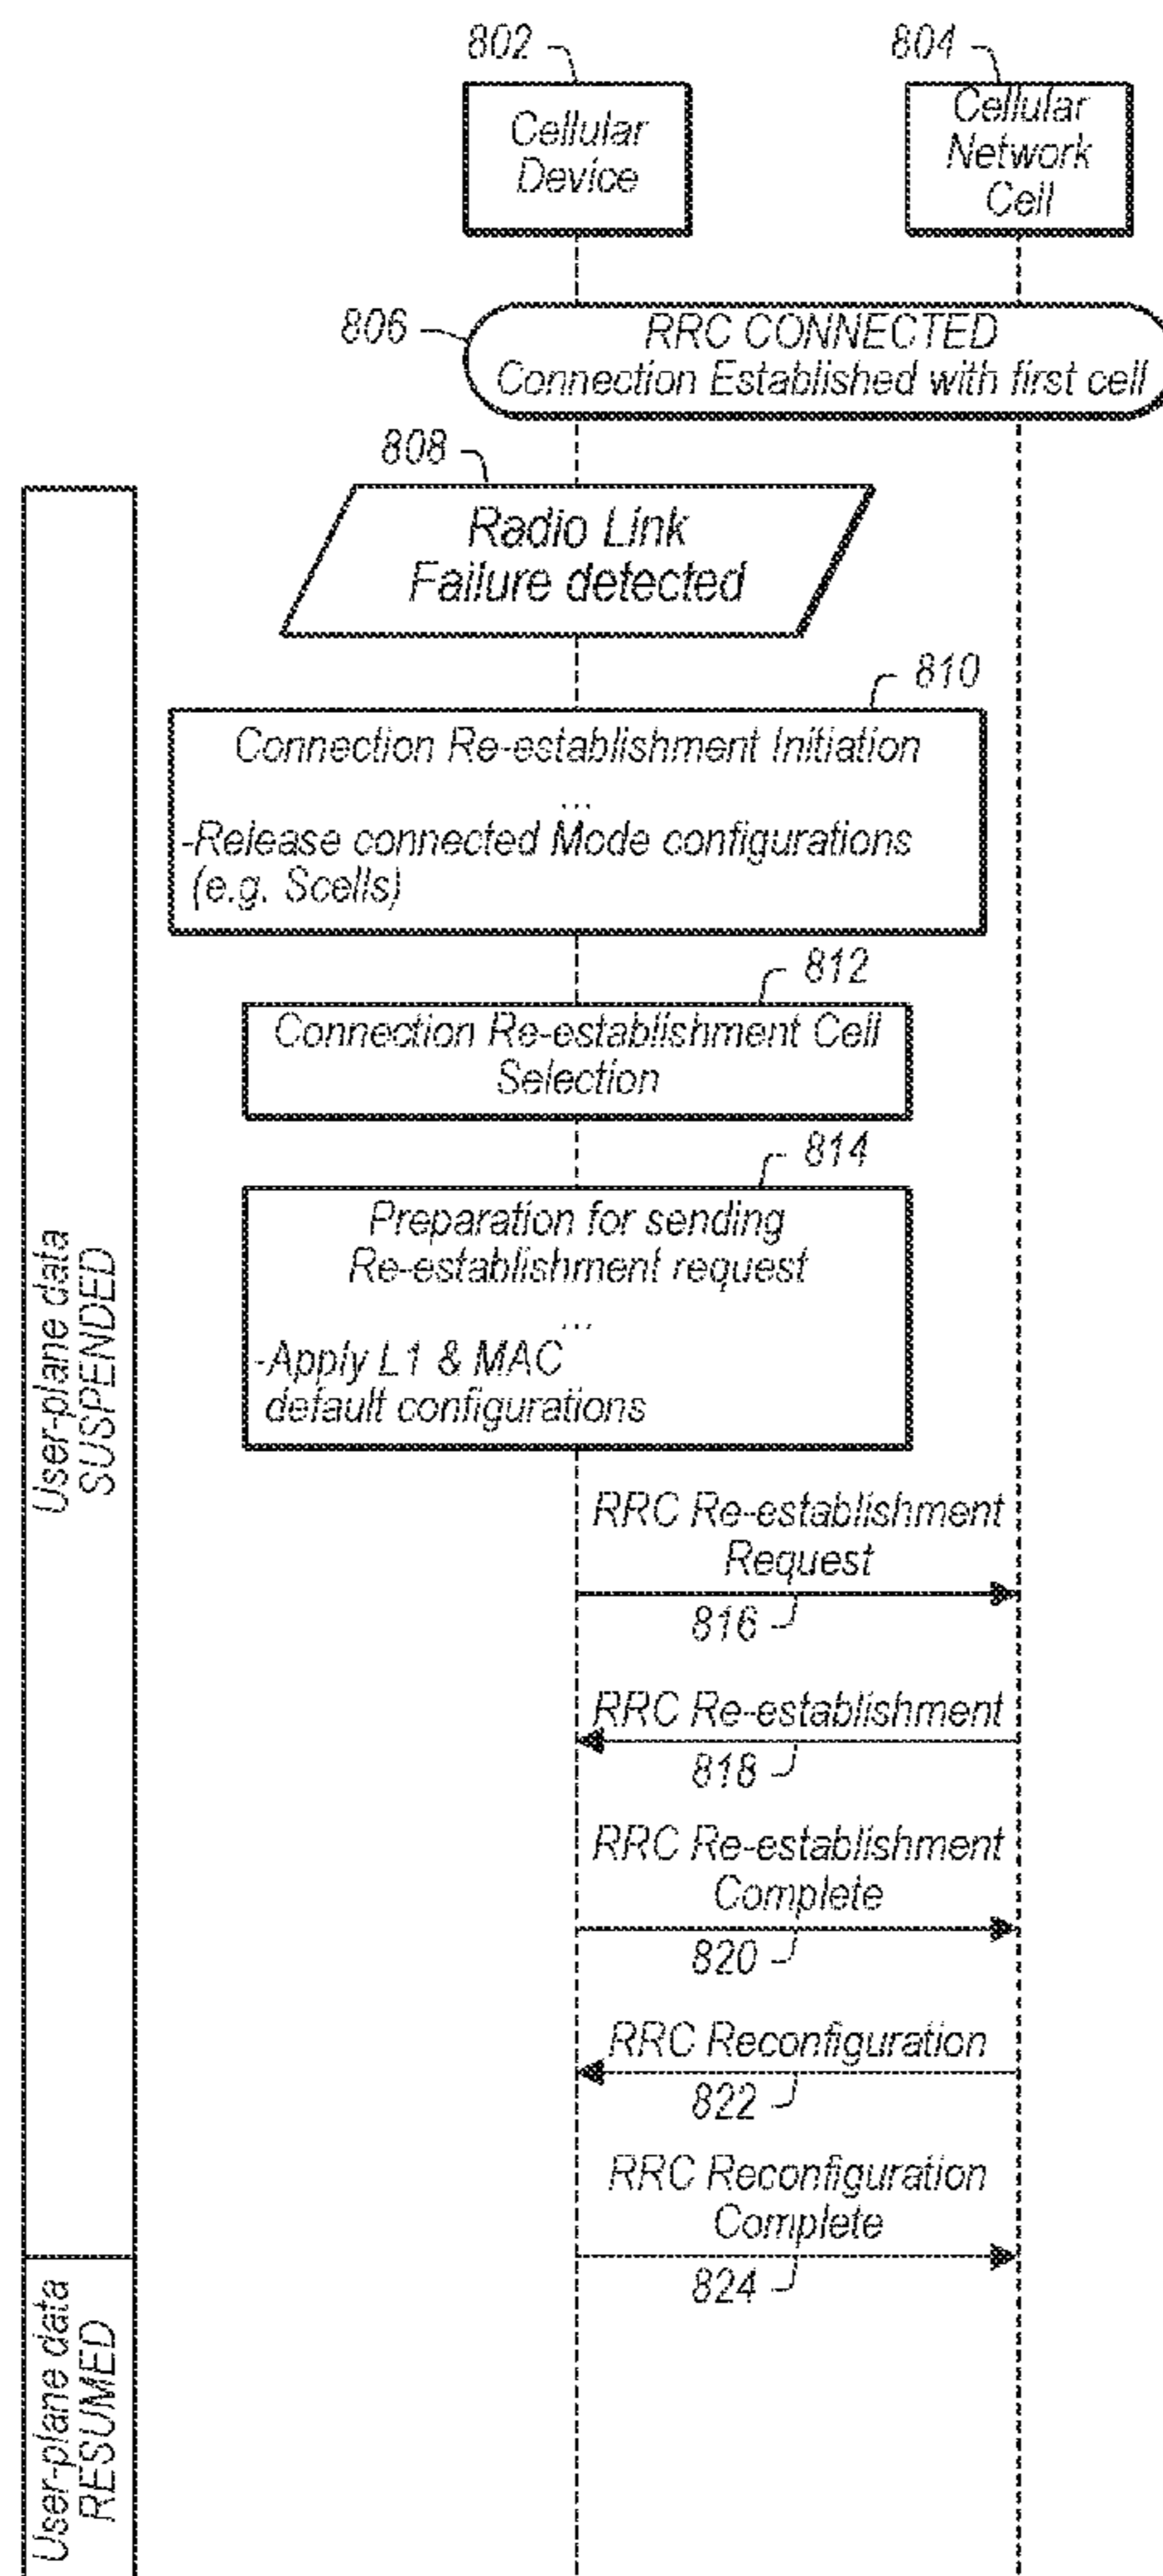 802
804
Cellular
Device
Cellular
Network
Cell
806
RRC CONNECTED
Connection Established with first cell
808
Radio Link
Failure detected
810
Connection Re-establishment Initiation
...
-Release connected Mode configurations
(e.g. Scells)
812
Connection Re-establishment Cell
Selection
814
Preparation for sending
Re-establishment request
...
-Apply L1 & MAC
default configurations
User-plane data
SUSPENDED
RRC Re-establishment
Request
816
RRC Re-establishment
818
RRC Re-establishment
Complete
820
RRC Reconfiguration
822
RRC Reconfiguration
Complete
824
User-plane data
RESUMED